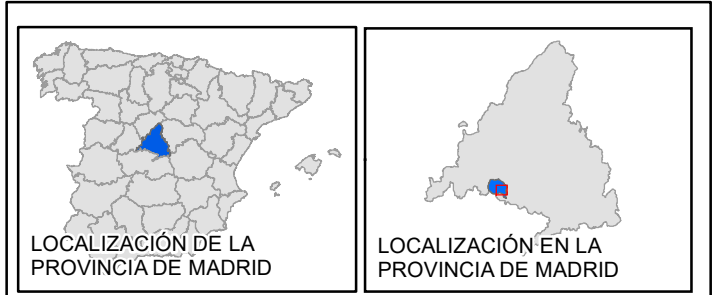 LOCALIZACIÓN DE LA
PROVINCIA DE MADRID
LOCALIZACIÓN EN LA
PROVINCIA DE MADRID